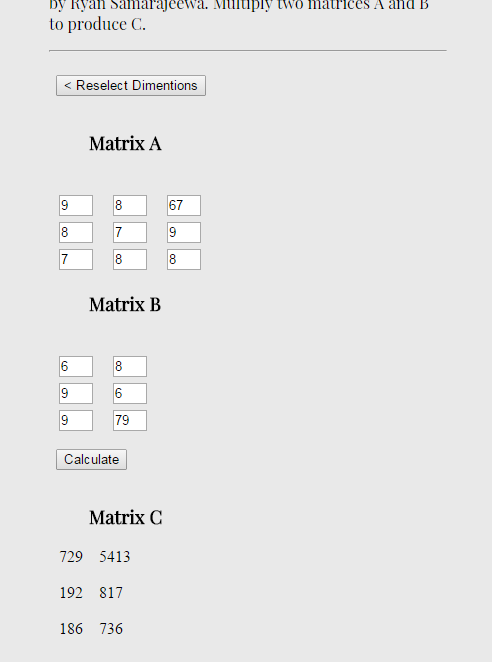 by Ryan Samarajeewa. Multiply two matrices A and B
to produce C.
< Reselect Dimentions
Matrix A
9 8 67
8 7 9
7 8 8
Matrix B
6 8
9 6
9 79
Calculate
Matrix C
729 5413
192 817
186 736